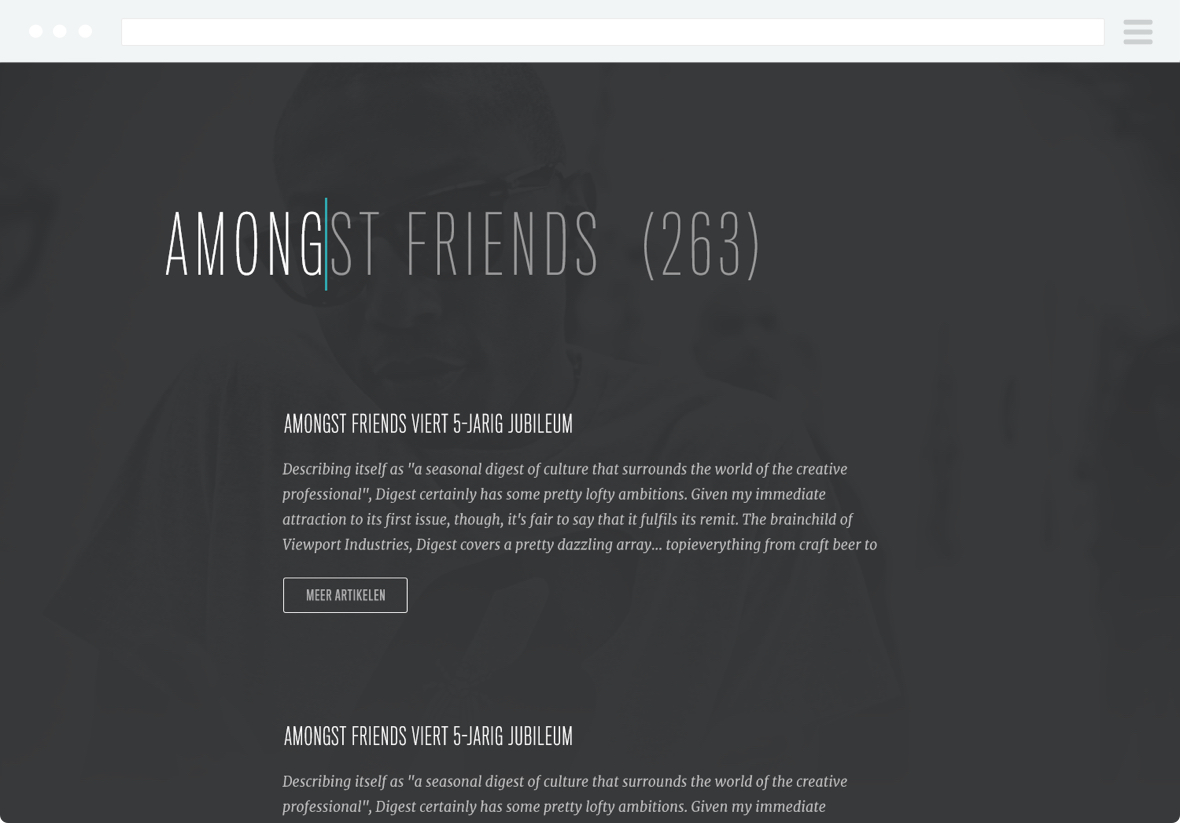 AMONGST FRIENDS (263)
AMONGST FRIENDS VIERT 5-JARIG JUBILEUM
Describing itself as "a seasonal digest of culture that surrounds the world of the creative
professional", Digest certainly has some pretty lofty ambitions. Given my immediate
attraction to its first issue, though, it's fair to say that it fulfils its remit. The brainchild of
Viewport Industries, Digest covers a pretty dazzling array... topieverything from craft beer to
MEER ARTIKELEN
AMONGST FRIENDS VIERT 5-JARIG JUBILEUM
Describing itself as "a seasonal digest of culture that surrounds the world of the creative
professional", Digest certainly has some pretty lofty ambitions. Given my immediate